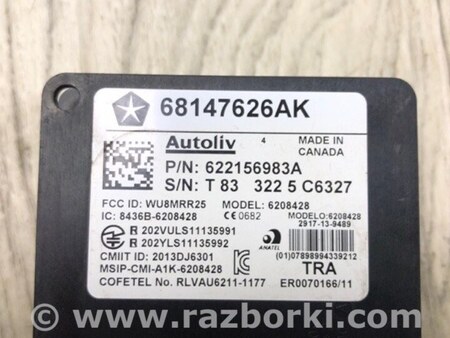 68147626AK
Autoliv 4 MADE IN CANADA
P/N: 622156983A
S/N: T 83 322 5 C6327
FCC ID: WU8MRR25 MODEL: 6208428
IC: 8436B-6208428 CE 0682 MODEL:6208428
2917-13-9489
R 202VULS11135991
R 202YLS11135992 ANATEL (01)07898994339212
CMIIT ID: 2013DJ6301
MSIP-CMI-A1K-6208428 TRA
COFETEL No. RLVAU6211-1177 ER0070166/11
© www.razborki.com